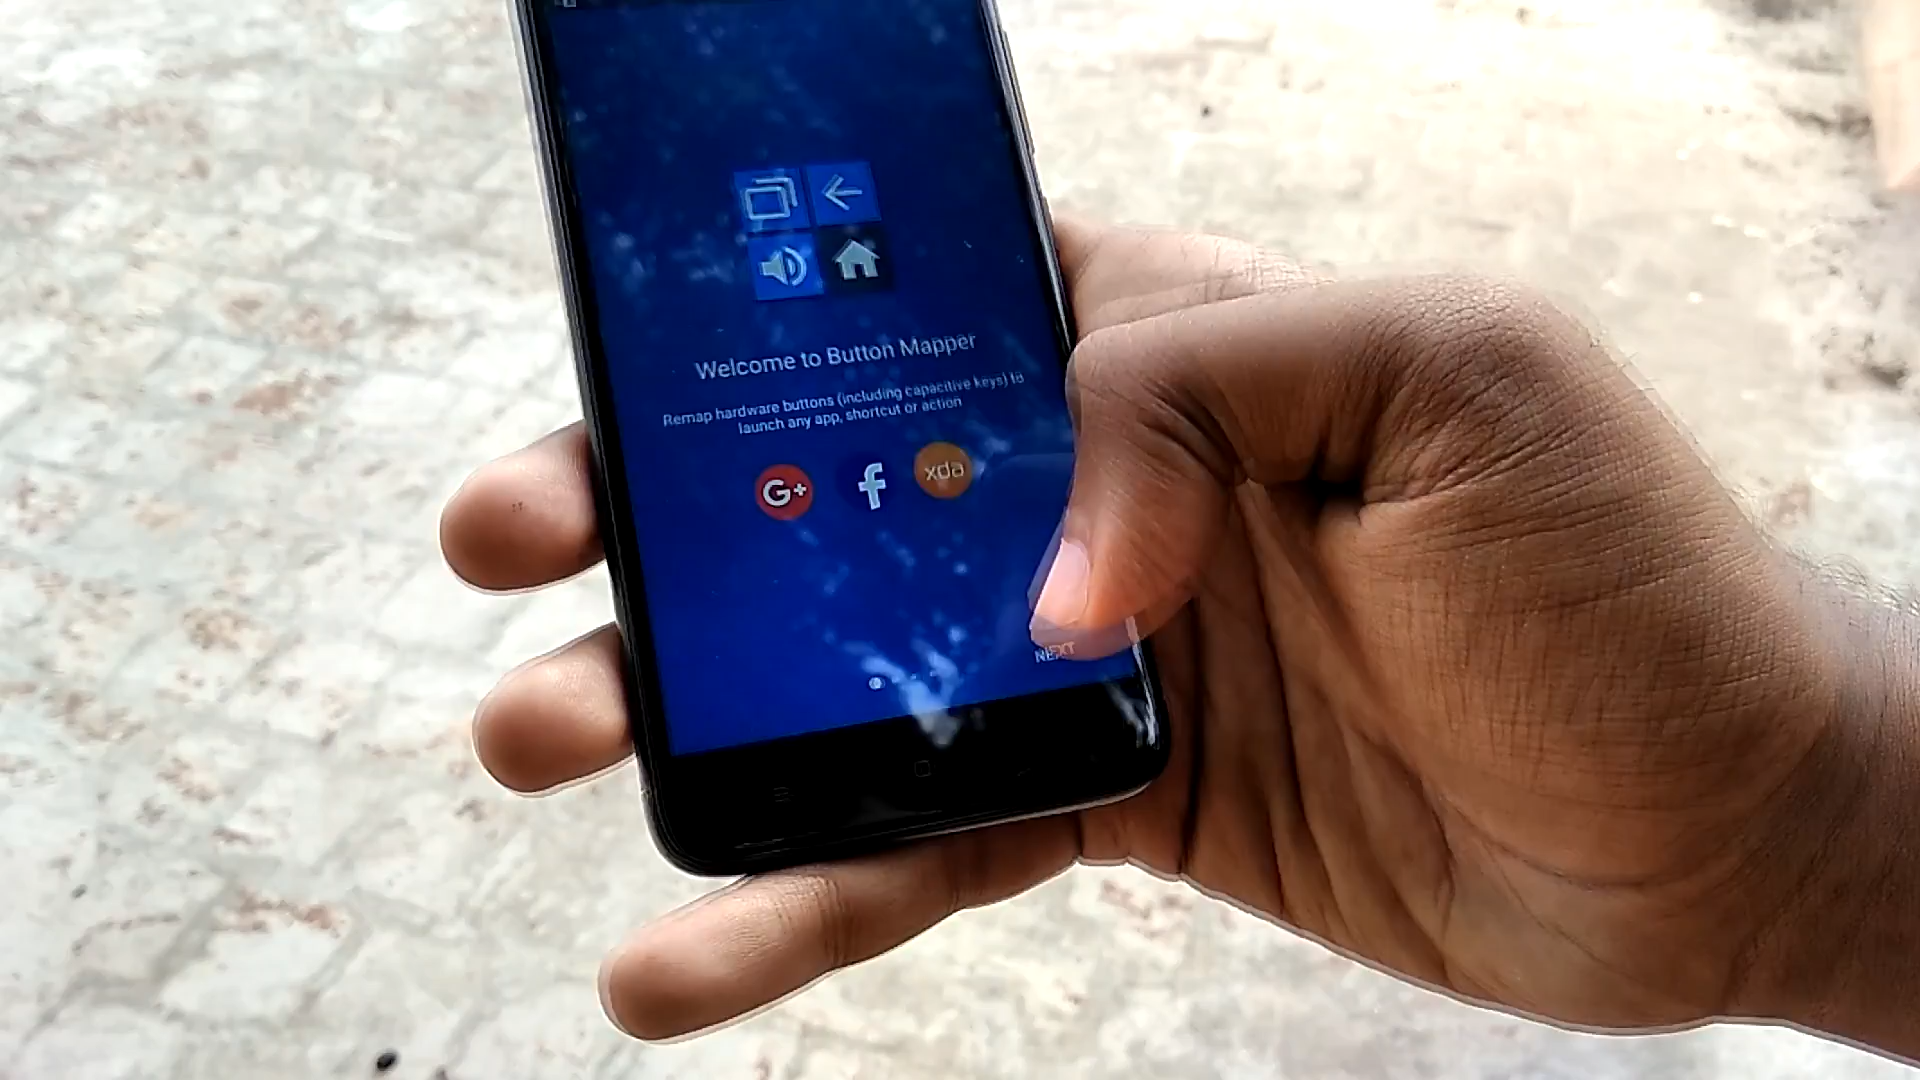 Welcome to Button Mapper
Remap hardware buttons (including capacitive keys) to
launch any app, shortcut or action
G+ f xda
NEXT